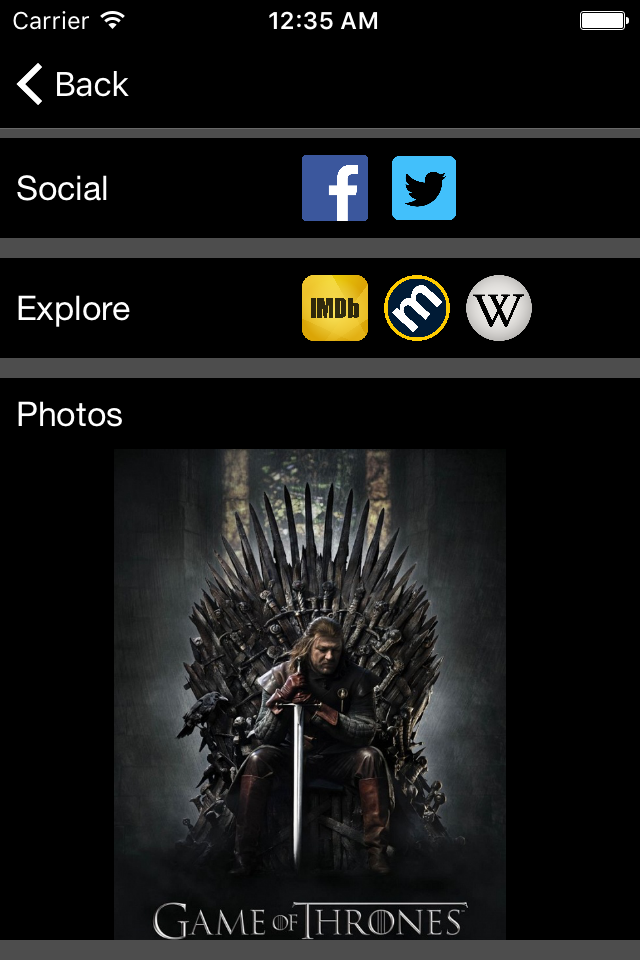 Carrier 12:35 AM
Back
Social f
Explore IMDb m W
Photos
GAME OF THRONES